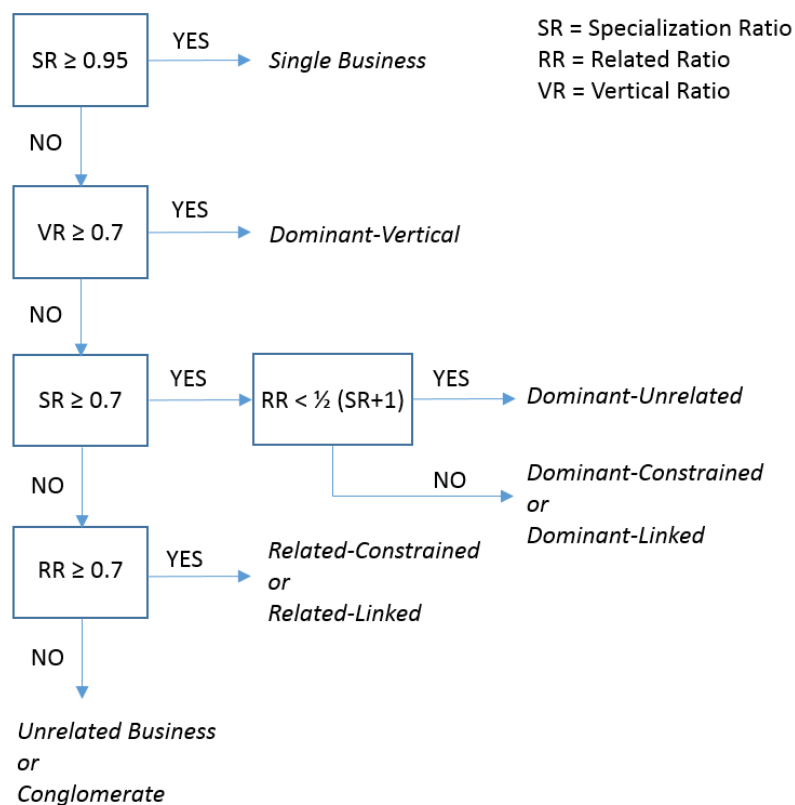 SR = Specialization Ratio
RR = Related Ratio
VR = Vertical Ratio
SR ≥ 0.95
YES
Single Business
NO
VR ≥ 0.7
YES
Dominant-Vertical
NO
SR ≥ 0.7
YES
RR < ½ (SR+1)
YES
Dominant-Unrelated
NO
Dominant-Constrained
or
Dominant-Linked
NO
RR ≥ 0.7
YES
Related-Constrained
or
Related-Linked
NO
Unrelated Business
or
Conglomerate